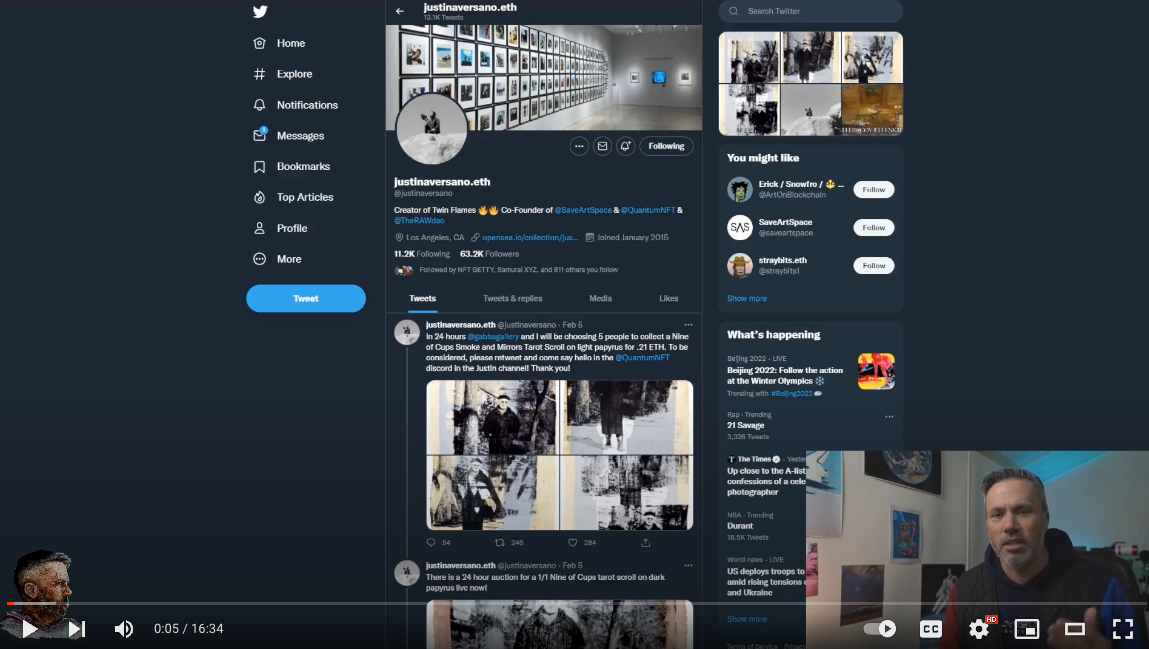 justinaversano.eth
13.1K Tweets
Search Twitter
Home
Explore
Notifications
Messages
Bookmarks
Top Articles
Profile
More
Tweet
Following
justinaversano.eth
@justinaversano
Creator of Twin Flames 🔥🔥 Co-Founder of @SaveArtSpace & @QuantumNFT &
@TheRAWdao
Los Angeles, CA opensea.io/collection/jus... Joined January 2015
11.2K Following 63.2K Followers
Followed by NFT GETTY, Samurai XYZ, and 811 others you follow
Tweets Tweets & replies Media Likes
justinaversano.eth @justinaversano · Feb 5
In 24 hours @gabbagallery and I will be choosing 5 people to collect a Nine
of Cups Smoke and Mirrors Tarot Scroll on light papyrus for .21 ETH. To be
considered, please retweet and come say hello in the @QuantumNFT
discord in the Justin channel! Thank you!
54 246 284
justinaversano.eth @justinaversano · Feb 5
There is a 24 hour auction for a 1/1 Nine of Cups tarot scroll on dark
papyrus live now!
You might like
Erick / Snowfro / ...
@ArtOnBlockchain
Follow
SAS
SaveArtSpace
@saveartspace
Follow
straybits.eth
@straybits1
Follow
Show more
What's happening
Beijing 2022 · LIVE
Beijing 2022: Follow the action
at the Winter Olympics ❄️
Trending with #Beijing2022
Rap · Trending
21 Savage
3,326 Tweets
The Times · Yester
Up close to the A-list
confessions of a cele
photographer
NBA · Trending
Durant
18.5K Tweets
World news · LIVE
US deploys troops to
amid rising tensions
and Ukraine
Show more
Terms of Service Privac
0:05 / 16:34
CC
HD